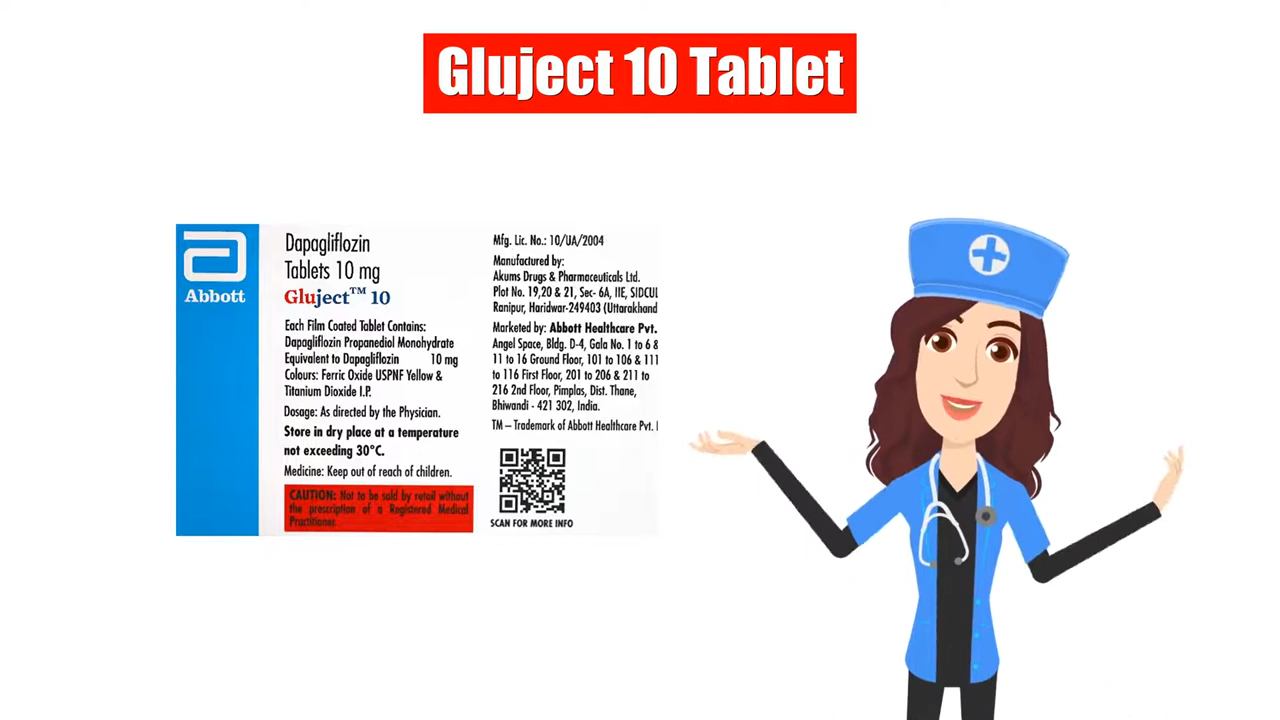 Gluject 10 Tablet
Abbott
Dapagliflozin
Tablets 10 mg
Gluject™ 10
Each Film Coated Tablet Contains:
Dapagliflozin Propanediol Monohydrate
Equivalent to Dapagliflozin 10 mg
Colours: Ferric Oxide USPNF Yellow &
Titanium Dioxide I.P.
Dosage: As directed by the Physician.
Store in dry place at a temperature
not exceeding 30°C.
Medicine: Keep out of reach of children.
CAUTION: Not to be sold by retail without
the prescription of a Registered Medical
Practitioner.
Mfg. Lic. No.: 10/UA/2004
Manufactured by:
Akums Drugs & Pharmaceuticals Ltd.
Plot No. 19,20 & 21, Sec- 6A, IIE, SIDCUL
Ranipur, Haridwar-249403 (Uttarakhand
Marketed by: Abbott Healthcare Pvt.
Angel Space, Bldg. D-4, Gala No. 1 to 6 &
11 to 16 Ground Floor, 101 to 106 & 111
to 116 First Floor, 201 to 206 & 211 to
216 2nd Floor, Pimplas, Dist. Thane,
Bhiwandi - 421 302, India.
TM – Trademark of Abbott Healthcare Pvt.
SCAN FOR MORE INFO